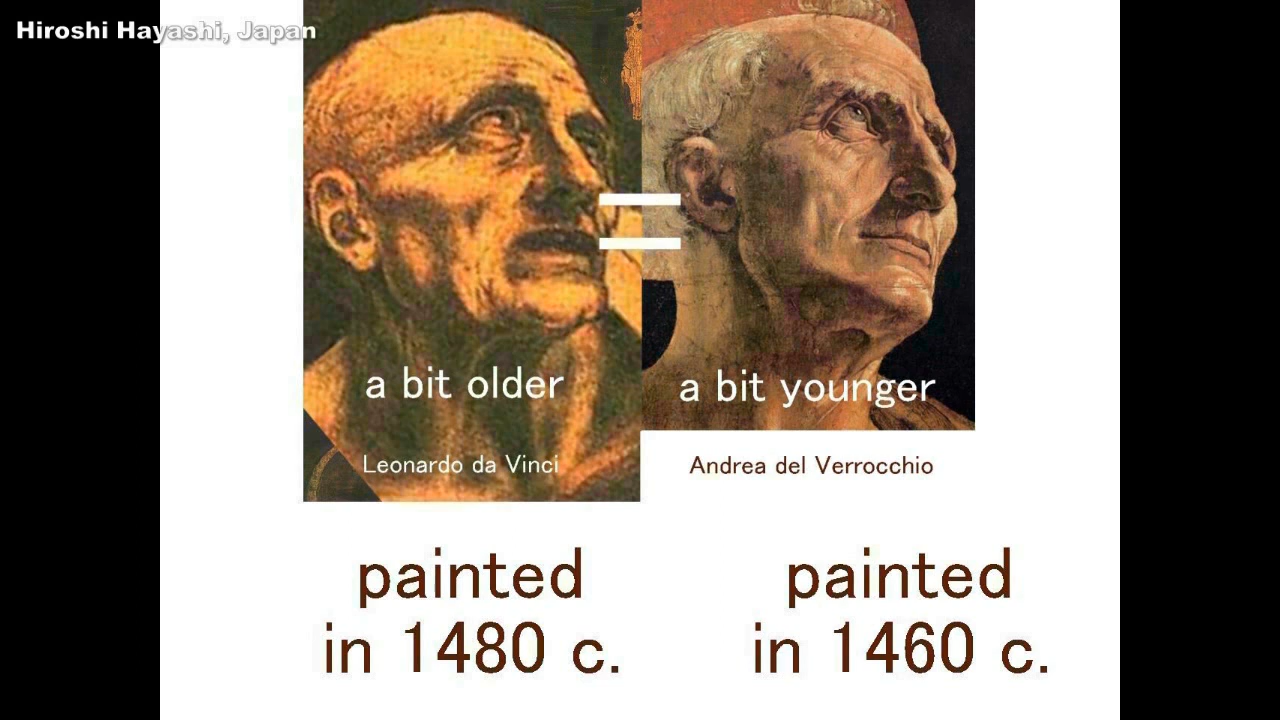 Hiroshi Hayashi, Japan
a bit older
a bit younger
Leonardo da Vinci
Andrea del Verrocchio
painted
in 1480 c.
painted
in 1460 c.